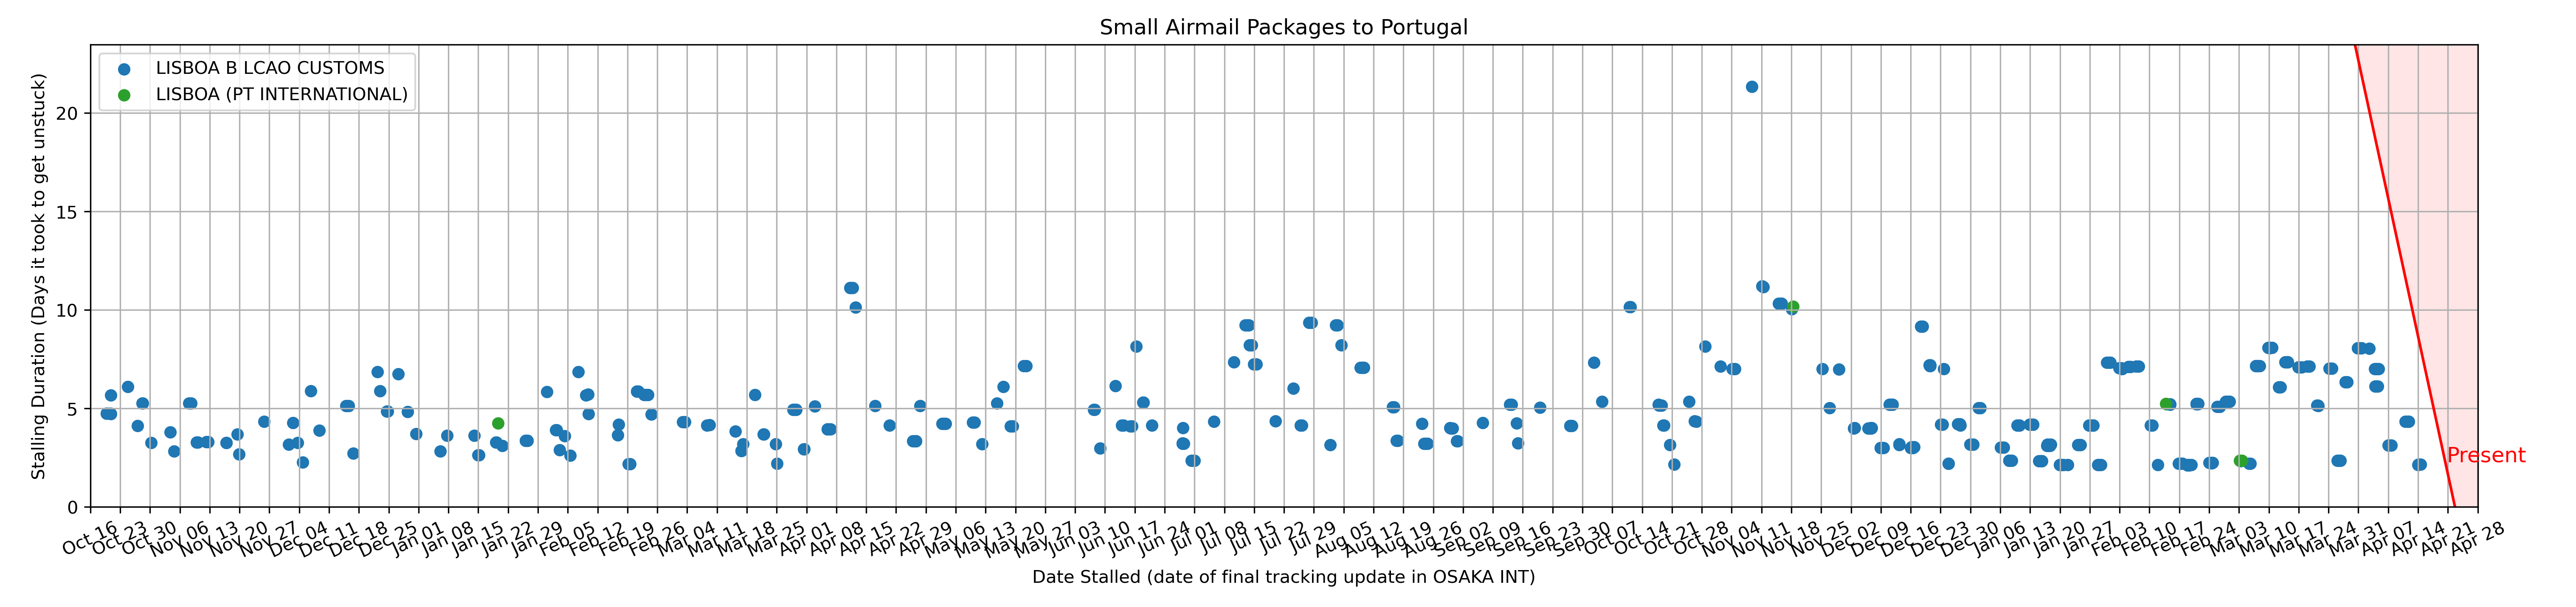 Small Airmail Packages to Portugal
LISBOA B LCAO CUSTOMS
LISBOA (PT INTERNATIONAL)
Stalling Duration (Days it took to get unstuck)
20
15
10
5
0
Present
Oct 16
Oct 23
Oct 30
Nov 06
Nov 13
Nov 20
Nov 27
Dec 04
Dec 11
Dec 18
Dec 25
Jan 01
Jan 08
Jan 15
Jan 22
Jan 29
Feb 05
Feb 12
Feb 19
Feb 26
Mar 04
Mar 11
Mar 18
Mar 25
Apr 01
Apr 08
Apr 15
Apr 22
Apr 29
May 06
May 13
May 20
May 27
Jun 03
Jun 10
Jun 17
Jun 24
Jul 01
Jul 08
Jul 15
Jul 22
Jul 29
Aug 05
Aug 12
Aug 19
Aug 26
Sep 02
Sep 09
Sep 16
Sep 23
Sep 30
Oct 07
Oct 14
Oct 21
Oct 28
Nov 04
Nov 11
Nov 18
Nov 25
Dec 02
Dec 09
Dec 16
Dec 23
Dec 30
Jan 06
Jan 13
Jan 20
Jan 27
Feb 03
Feb 10
Feb 17
Feb 24
Mar 03
Mar 10
Mar 17
Mar 24
Mar 31
Apr 07
Apr 14
Apr 21
Apr 28
Date Stalled (date of final tracking update in OSAKA INT)